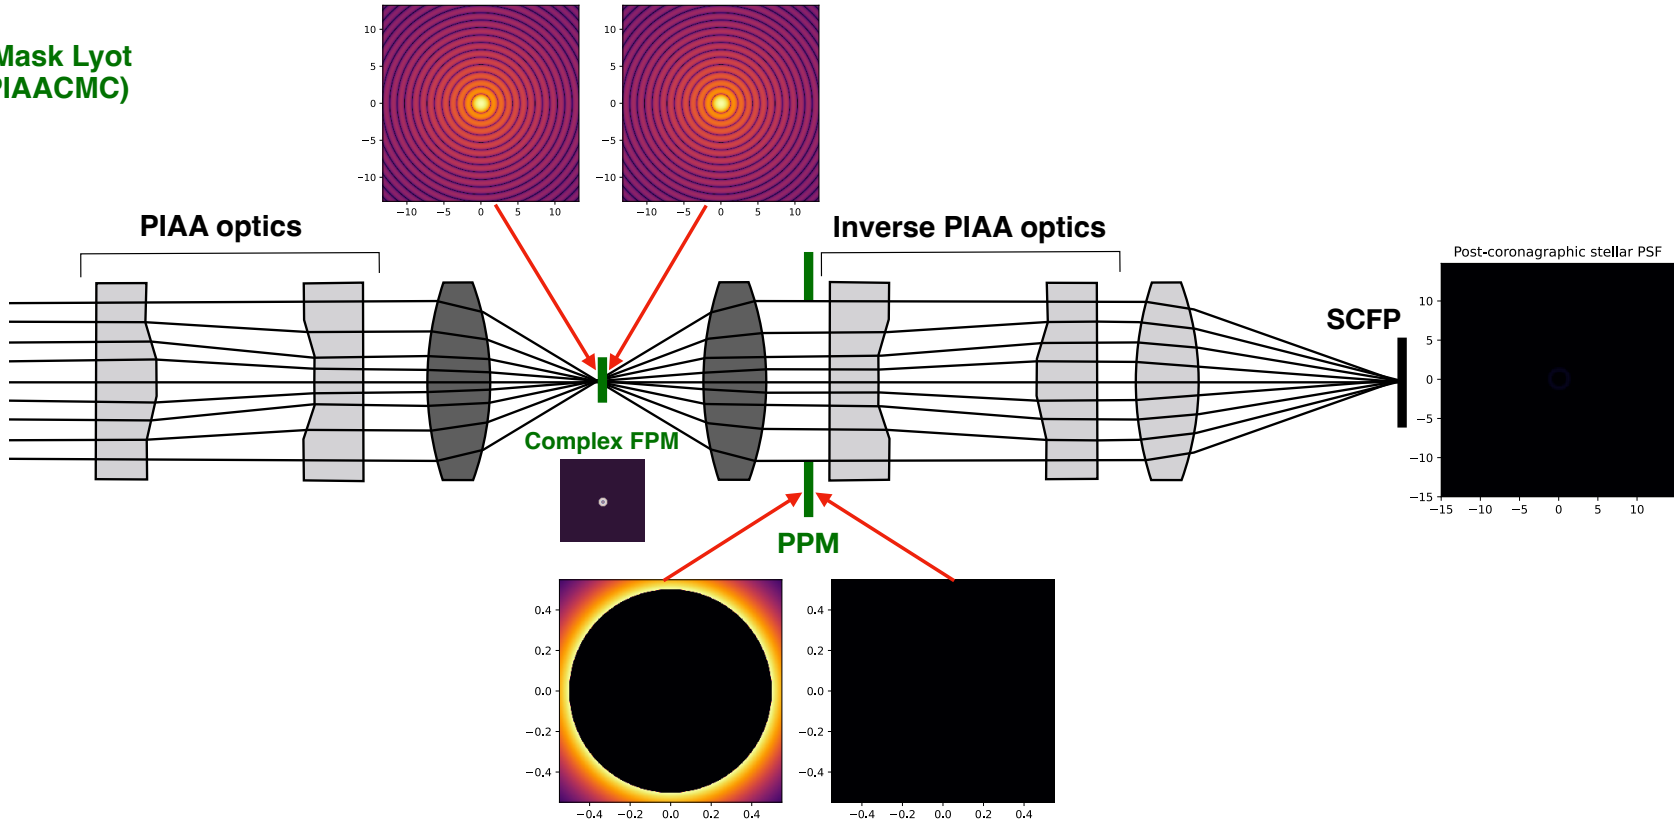 Mask Lyot
PIAACMC)
10
5
0
−5
−10
−10 −5 0 5 10
10
5
0
−5
−10
−10 −5 0 5 10
PIAA optics
Inverse PIAA optics
Complex FPM
PPM
SCFP
Post-coronagraphic stellar PSF
10
5
0
−5
−10
−15
−15 −10 −5 0 5 10
0.4
0.2
0.0
−0.2
−0.4
−0.4 −0.2 0.0 0.2 0.4
0.4
0.2
0.0
−0.2
−0.4
−0.4 −0.2 0.0 0.2 0.4